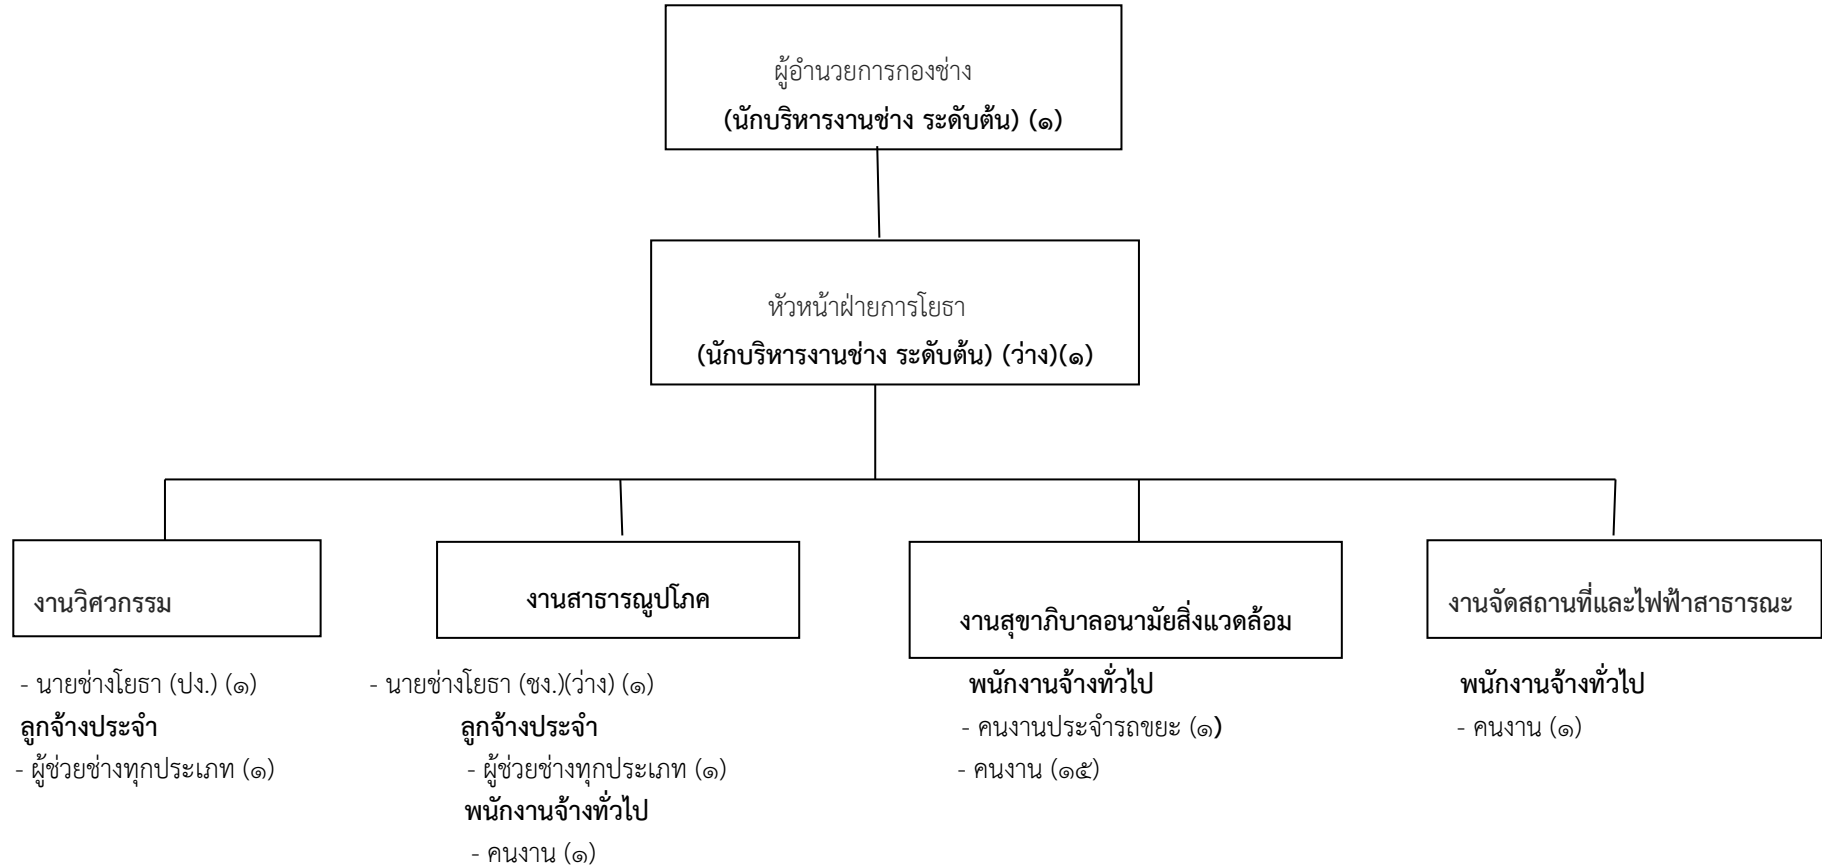 ผู้อำนวยการกองช่าง
(นักบริหารงานช่าง ระดับต้น) (๑)
หัวหน้าฝ่ายการโยธา
(นักบริหารงานช่าง ระดับต้น) (ว่าง)(๑)
งานวิศวกรรม
- นายช่างโยธา (ปง.) (๑)
ลูกจ้างประจำ
- ผู้ช่วยช่างทุกประเภท (๑)
งานสาธารณูปโภค
- นายช่างโยธา (ชง.)(ว่าง) (๑)
ลูกจ้างประจำ
- ผู้ช่วยช่างทุกประเภท (๑)
พนักงานจ้างทั่วไป
- คนงาน (๑)
งานสุขาภิบาลอนามัยสิ่งแวดล้อม
พนักงานจ้างทั่วไป
- คนงานประจำรถขยะ (๑)
- คนงาน (๑๕)
งานจัดสถานที่และไฟฟ้าสาธารณะ
พนักงานจ้างทั่วไป
- คนงาน (๑)